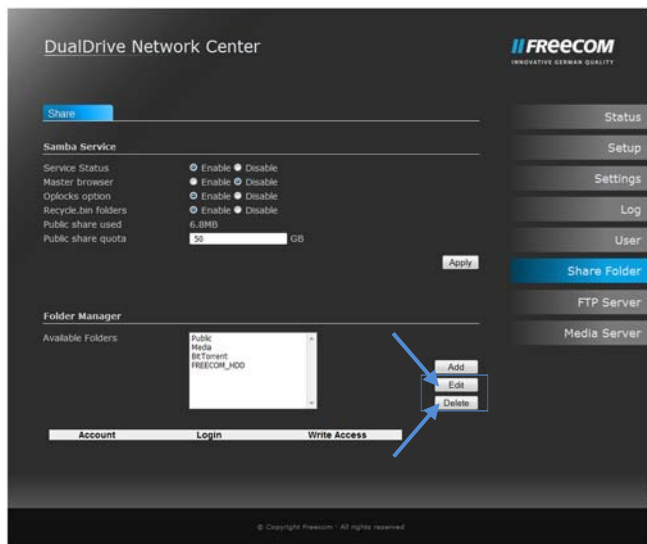 DualDrive Network Center
FREECOM
INNOVATIVE GERMAN QUALITY
Share
Samba Service
Service Status Enable Disable
Master browser Enable Disable
Oplocks option Enable Disable
Recycle.bin folders Enable Disable
Public share used 6.8MB
Public share quota 50 GB
Apply
Folder Manager
Available Folders
Public
Media
BitTorrent
FREECOM_HDD
Add
Edit
Delete
Account Login Write Access
Status
Setup
Settings
Log
User
Share Folder
FTP Server
Media Server
© Copyright Freecom - All rights reserved